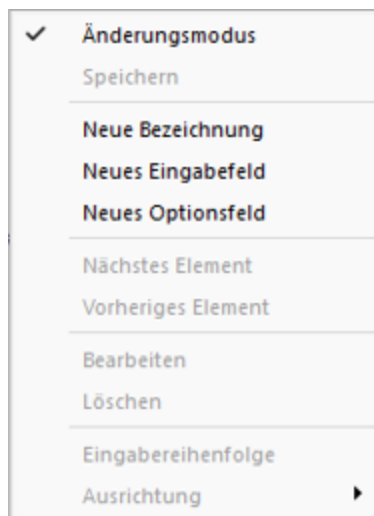 Änderungsmodus
Speichern
Neue Bezeichnung
Neues Eingabefeld
Neues Optionsfeld
Nächstes Element
Vorheriges Element
Bearbeiten
Löschen
Eingabereihenfolge
Ausrichtung